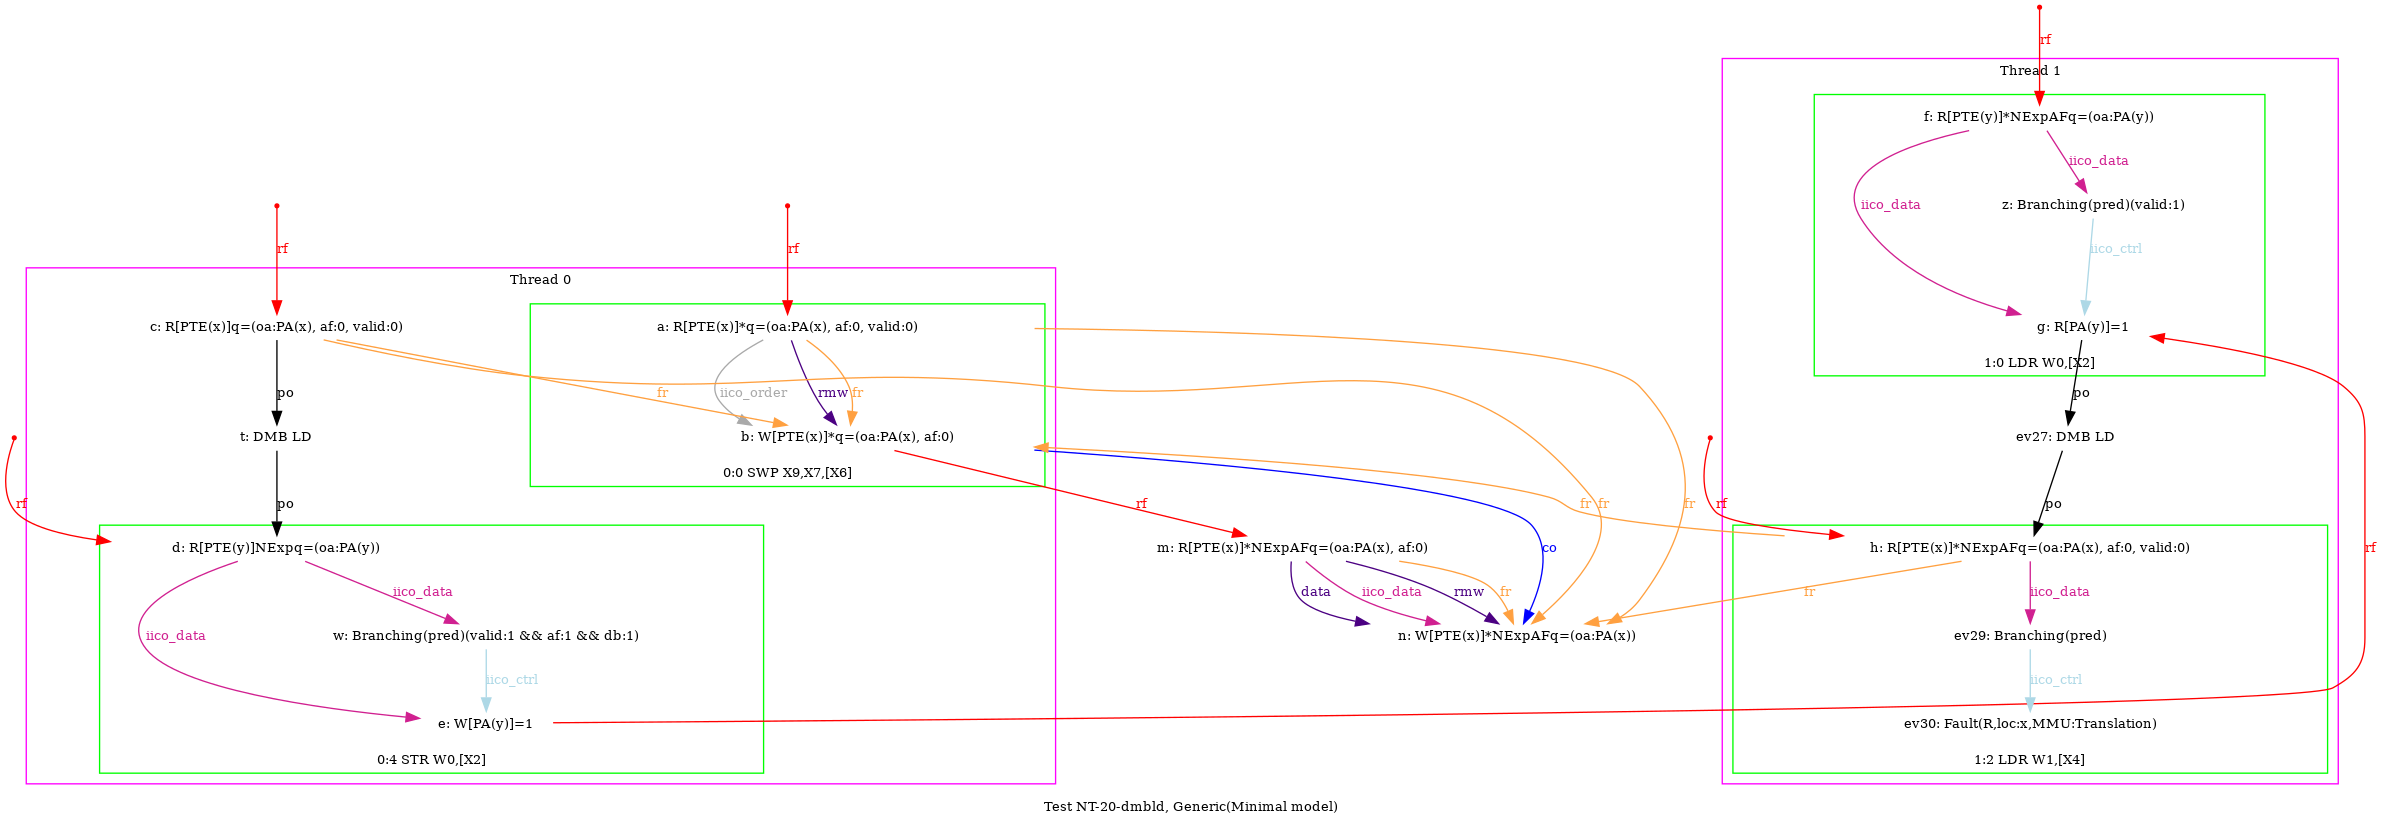 rf
Thread 1
f: R[PTE(y)]*NExpAFq=(oa:PA(y))
iico_data
z: Branching(pred)(valid:1)
iico_data
iico_ctrl
g: R[PA(y)]=1
1:0 LDR W0,[X2]
po
ev27: DMB LD
rf
po
rf
h: R[PTE(x)]*NExpAFq=(oa:PA(x), af:0, valid:0)
iico_data
ev29: Branching(pred)
iico_ctrl
ev30: Fault(R,loc:x,MMU:Translation)
1:2 LDR W1,[X4]
rf
rf
Thread 0
c: R[PTE(x)]q=(oa:PA(x), af:0, valid:0)
a: R[PTE(x)]*q=(oa:PA(x), af:0, valid:0)
po
fr
iico_order
rmw
fr
t: DMB LD
b: W[PTE(x)]*q=(oa:PA(x), af:0)
0:0 SWP X9,X7,[X6]
rf
po
rf
fr
fr
fr
d: R[PTE(y)]NExpq=(oa:PA(y))
m: R[PTE(x)]*NExpAFq=(oa:PA(x), af:0)
co
iico_data
data
iico_data
rmw
fr
fr
iico_data
w: Branching(pred)(valid:1 && af:1 && db:1)
n: W[PTE(x)]*NExpAFq=(oa:PA(x))
iico_ctrl
e: W[PA(y)]=1
0:4 STR W0,[X2]
Test NT-20-dmbld, Generic(Minimal model)